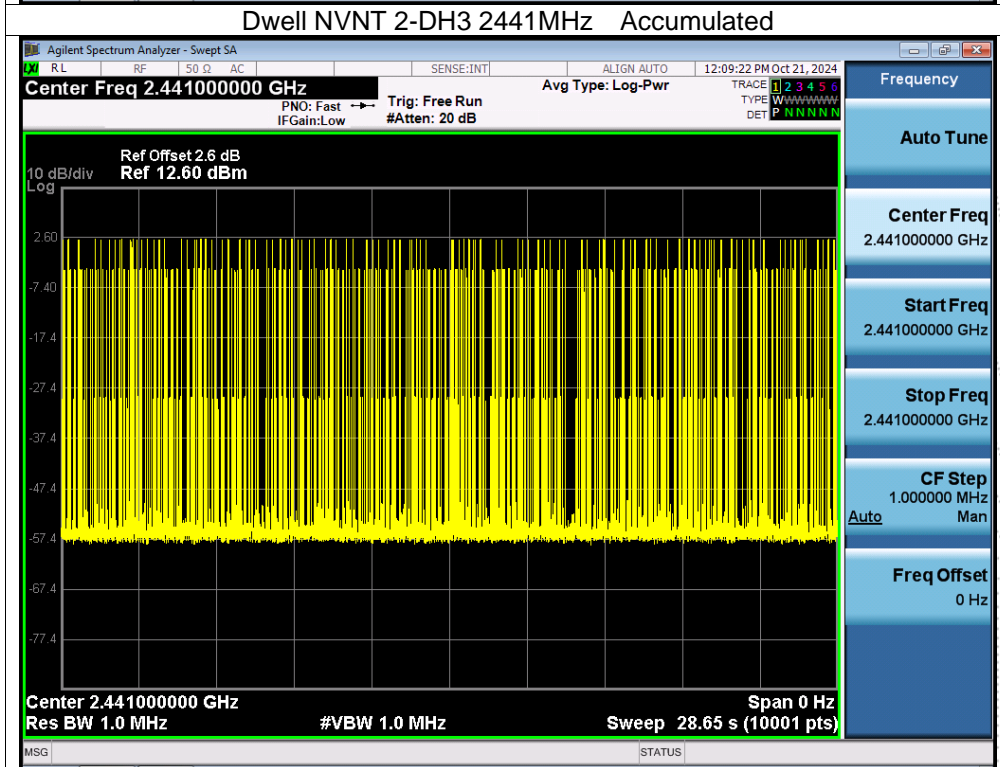 Dwell NVNT 2-DH3 2441MHz Accumulated
Agilent Spectrum Analyzer - Swept SA
LXI RL RF 50 Ω AC SENSE:INT ALIGN AUTO 12:09:22 PM Oct 21, 2024
Center Freq 2.441000000 GHz
PNO: Fast
IFGain:Low
Trig: Free Run
#Atten: 20 dB
Avg Type: Log-Pwr
TRACE 1 2 3 4 5 6
TYPE WWWWWWW
DET P N N N N N
Ref Offset 2.6 dB
10 dB/div Ref 12.60 dBm
Log
2.60
-7.40
-17.4
-27.4
-37.4
-47.4
-57.4
-67.4
-77.4
Center 2.441000000 GHz Span 0 Hz
Res BW 1.0 MHz #VBW 1.0 MHz Sweep 28.65 s (10001 pts)
MSG STATUS
Frequency
Auto Tune
Center Freq
2.441000000 GHz
Start Freq
2.441000000 GHz
Stop Freq
2.441000000 GHz
CF Step
1.000000 MHz
Auto Man
Freq Offset
0 Hz